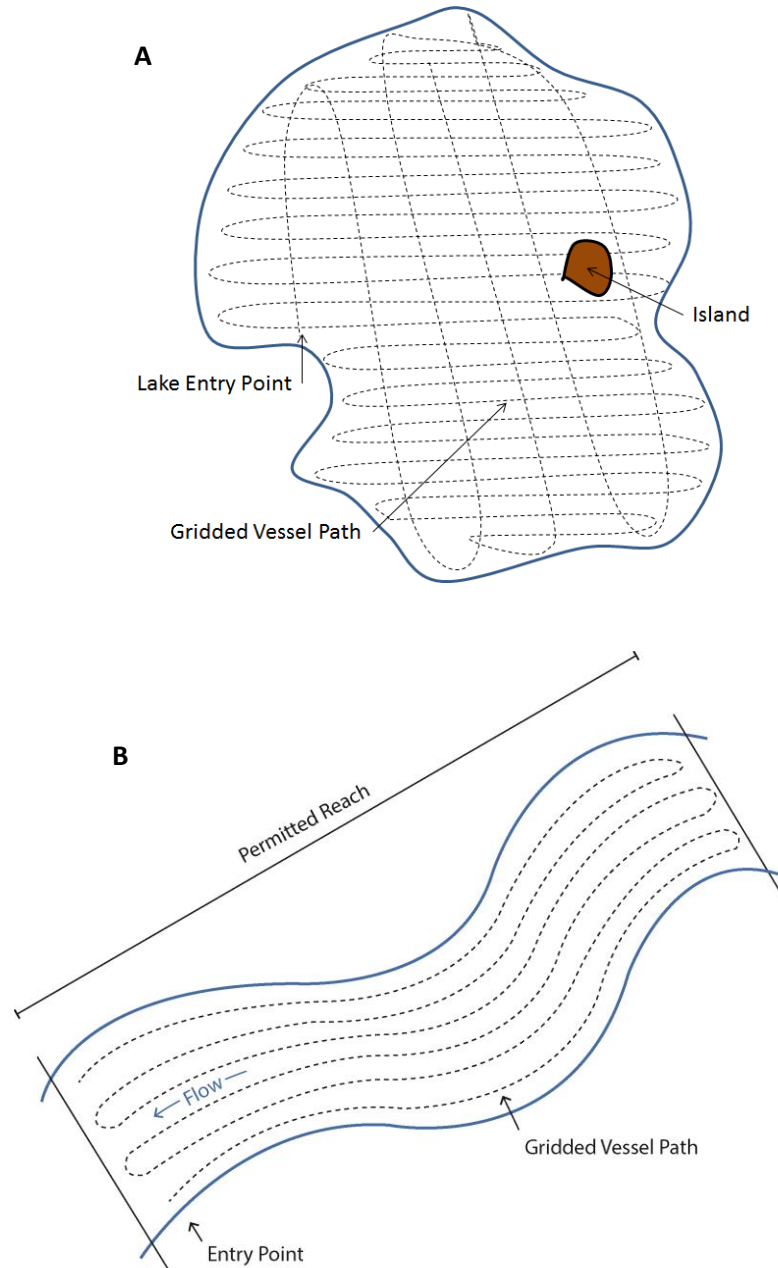 A
Island
Lake Entry Point
Gridded Vessel Path
B
Permitted Reach
Flow
Gridded Vessel Path
Entry Point